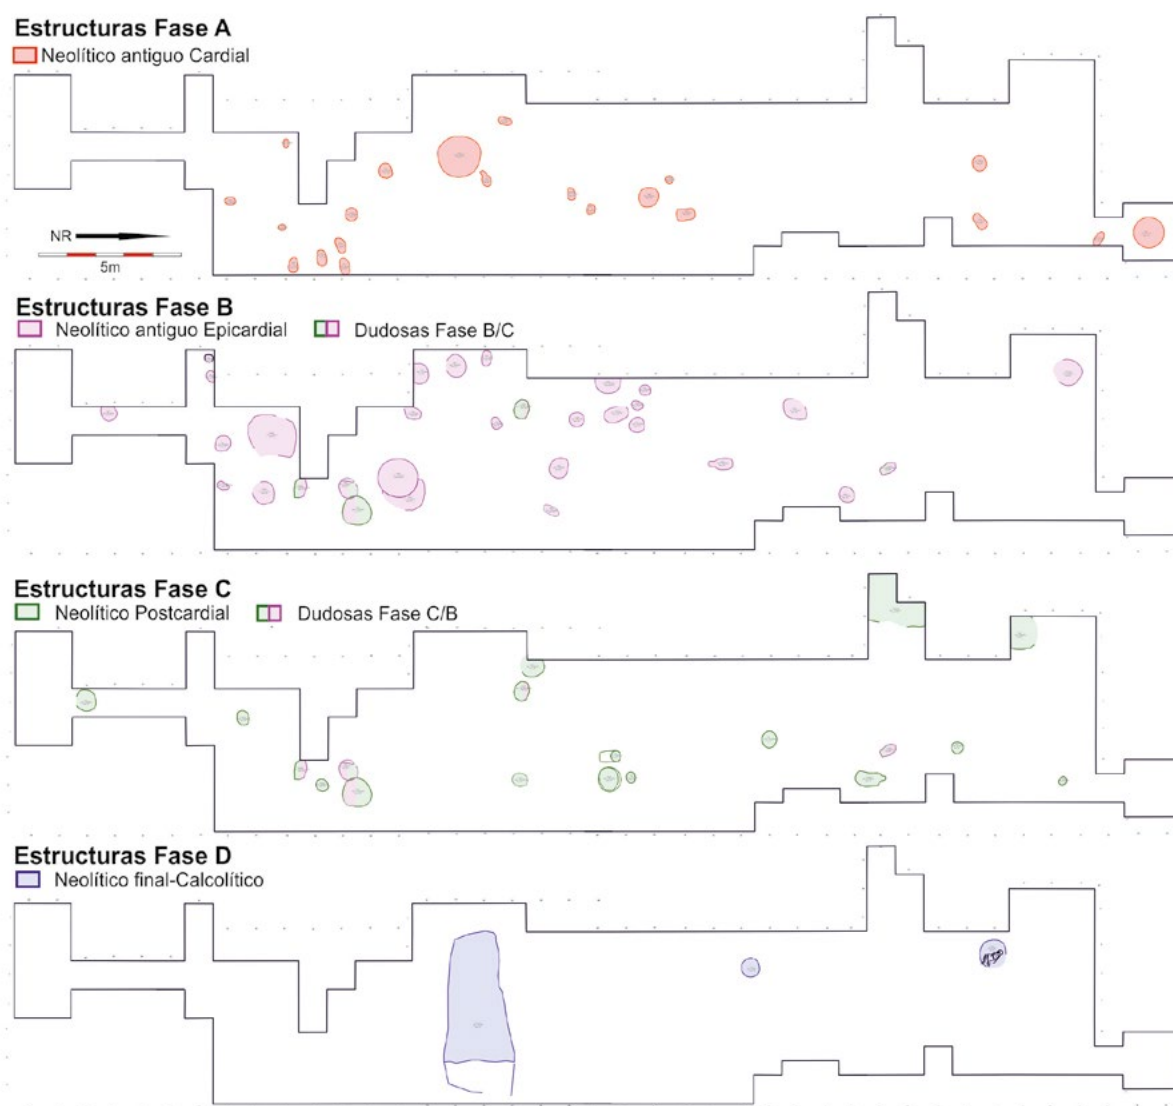 Estructuras Fase A
Neolítico antiguo Cardial
NR
5m
Estructuras Fase B
Neolítico antiguo Epicardial
Dudosas Fase B/C
Estructuras Fase C
Neolítico Postcardial
Dudosas Fase C/B
Estructuras Fase D
Neolítico final-Calcolítico